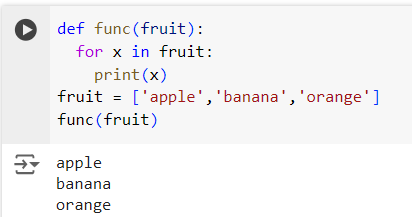 def func(fruit):
  for x in fruit:
    print(x)
fruit = ['apple','banana','orange']
func(fruit)
apple
banana
orange